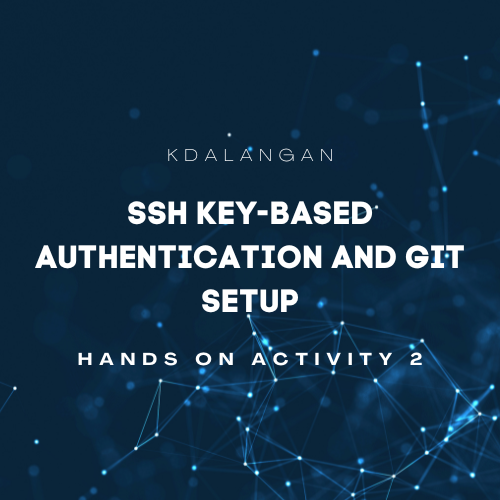 KDALANGAN
SSH KEY-BASED
AUTHENTICATION AND GIT
SETUP
HANDS ON ACTIVITY 2